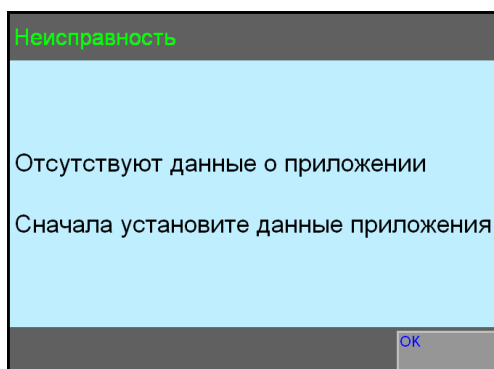 Неисправность
Отсутствуют данные о приложении
Сначала установите данные приложения
OK